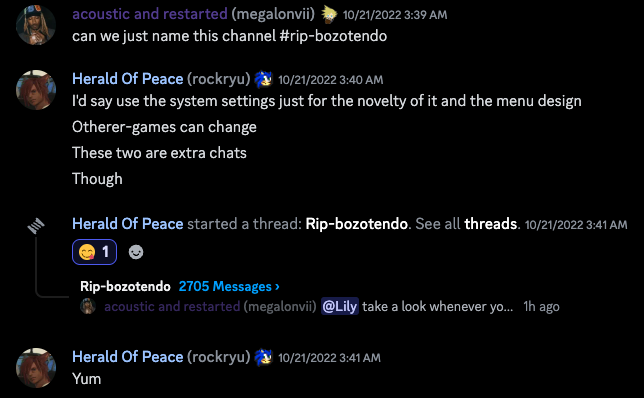 acoustic and restarted (megalonvii) 10/21/2022 3:39 AM
can we just name this channel #rip-bozotendo
Herald Of Peace (rockryu) 10/21/2022 3:40 AM
I'd say use the system settings just for the novelty of it and the menu design
Otherer-games can change
These two are extra chats
Though
Herald Of Peace started a thread: Rip-bozotendo. See all threads. 10/21/2022 3:41 AM
1
Rip-bozotendo 2705 Messages ›
acoustic and restarted (megalonvii) @Lily take a look whenever yo... 1h ago
Herald Of Peace (rockryu) 10/21/2022 3:41 AM
Yum